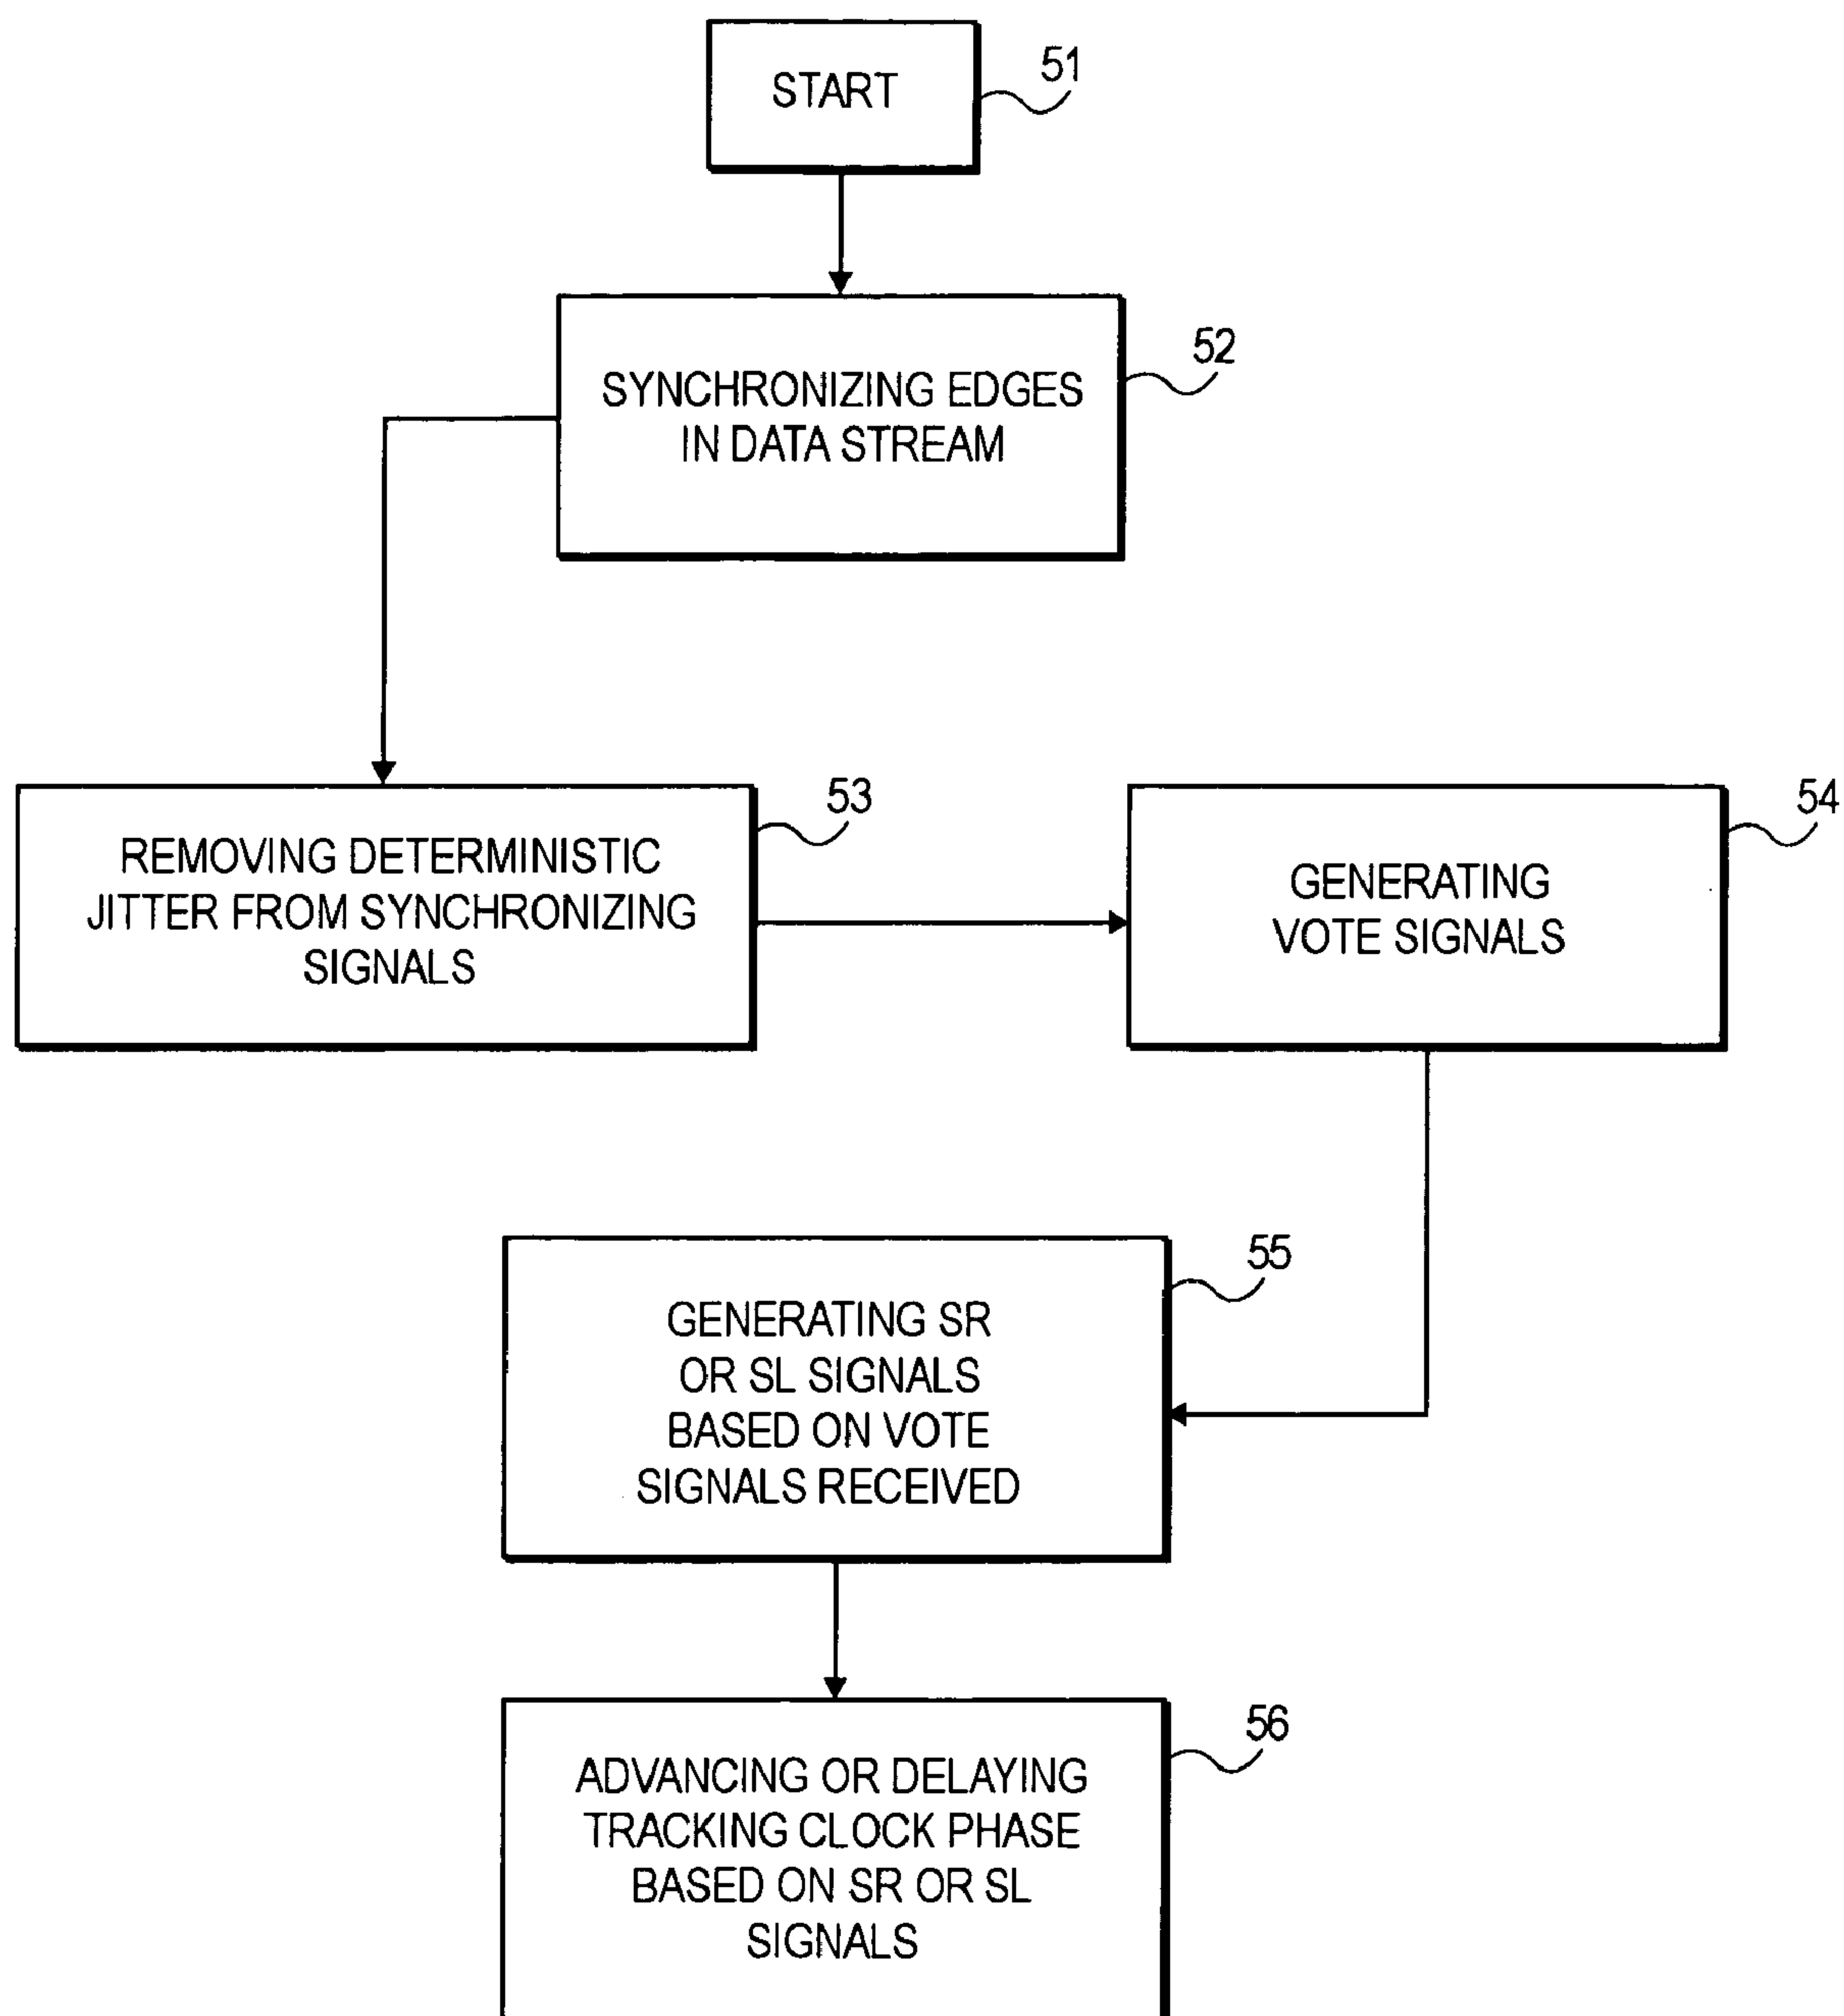 START
51
SYNCHRONIZING EDGES
IN DATA STREAM
52
REMOVING DETERMINISTIC
JITTER FROM SYNCHRONIZING
SIGNALS
53
GENERATING
VOTE SIGNALS
54
GENERATING SR
OR SL SIGNALS
BASED ON VOTE
SIGNALS RECEIVED
55
ADVANCING OR DELAYING
TRACKING CLOCK PHASE
BASED ON SR OR SL
SIGNALS
56